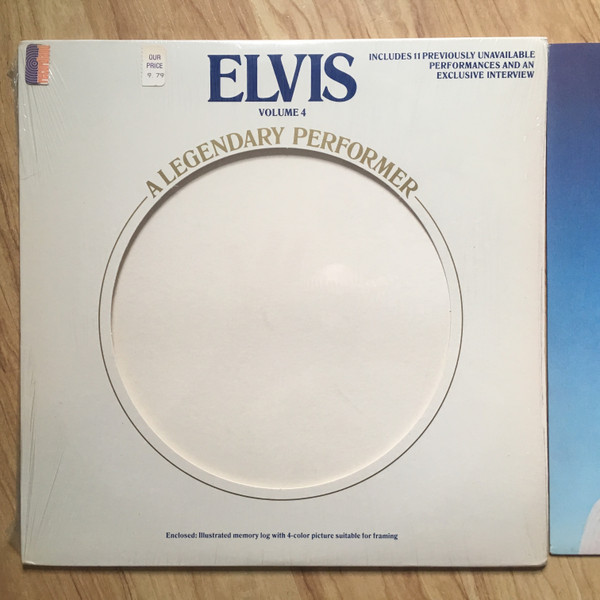 OUR
PRICE
9.79
ELVIS
VOLUME 4
INCLUDES 11 PREVIOUSLY UNAVAILABLE
PERFORMANCES AND AN
EXCLUSIVE INTERVIEW
A LEGENDARY PERFORMER
Enclosed: Illustrated memory log with 4-color picture suitable for framing